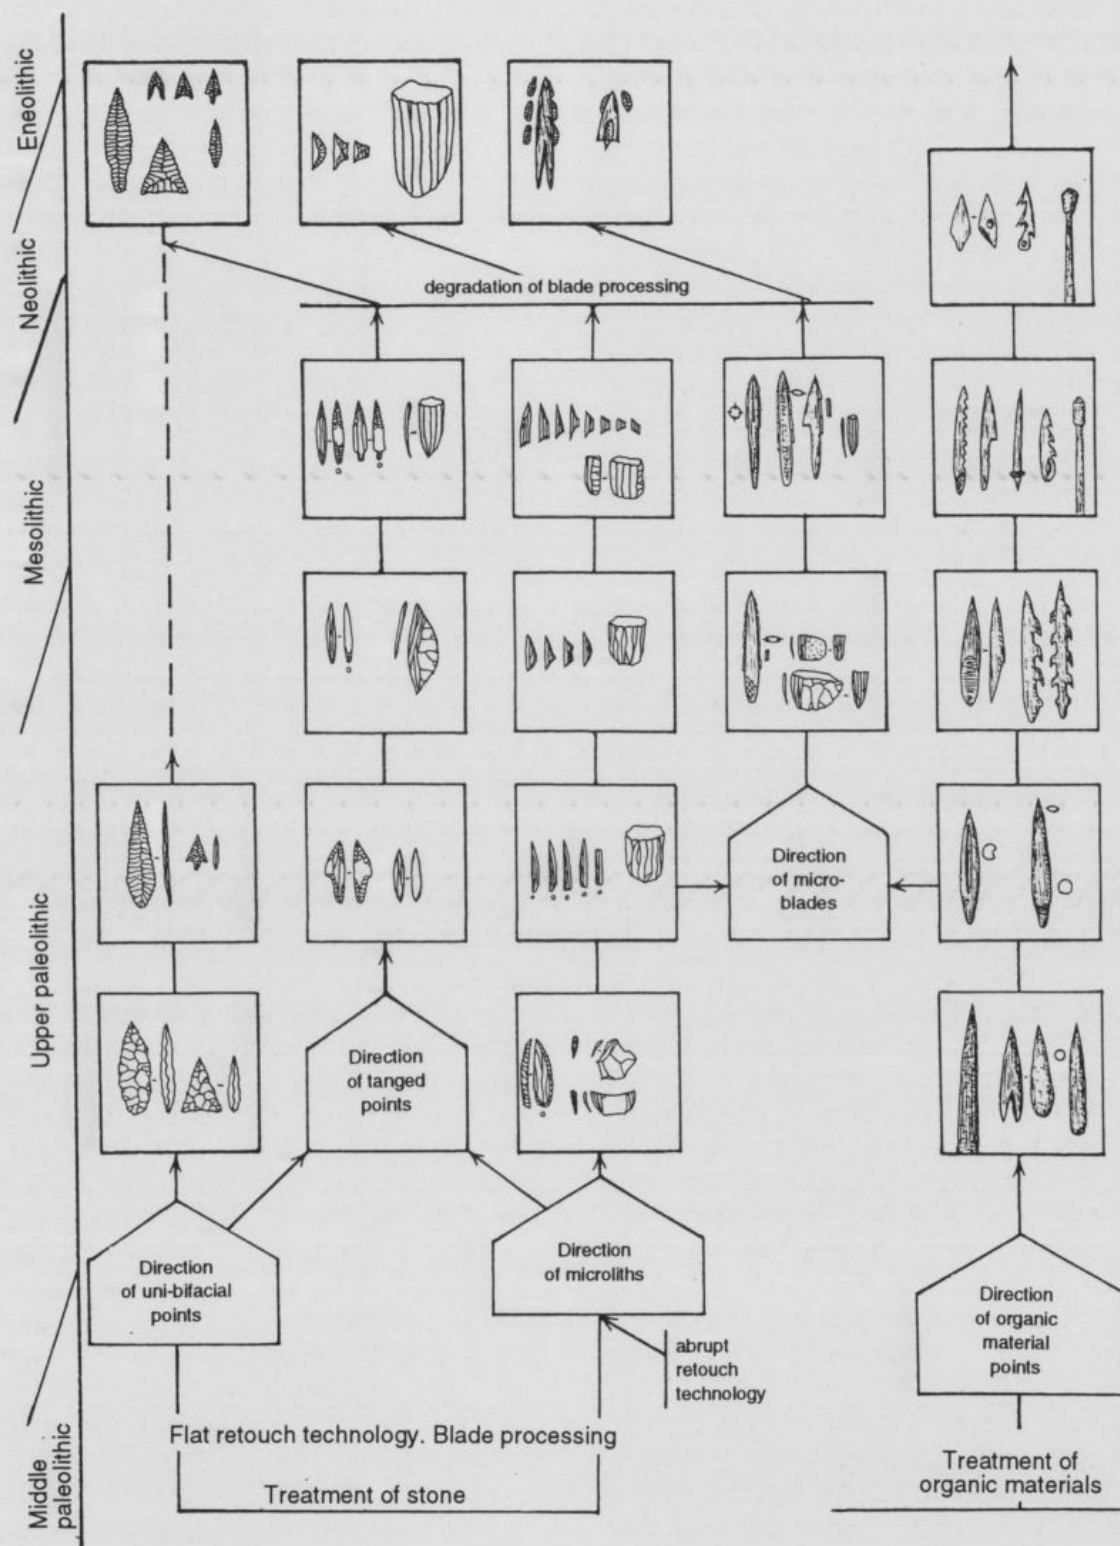 Eneolithic
Neolithic
Mesolithic
Upper paleolithic
Middle
paleolithic
degradation of blade processing
Direction
of micro-
blades
Direction
of tanged
points
Direction
of uni-bifacial
points
Direction
of microliths
Direction
of organic
material
points
abrupt
retouch
technology
Flat retouch technology. Blade processing
Treatment of stone
Treatment of
organic materials